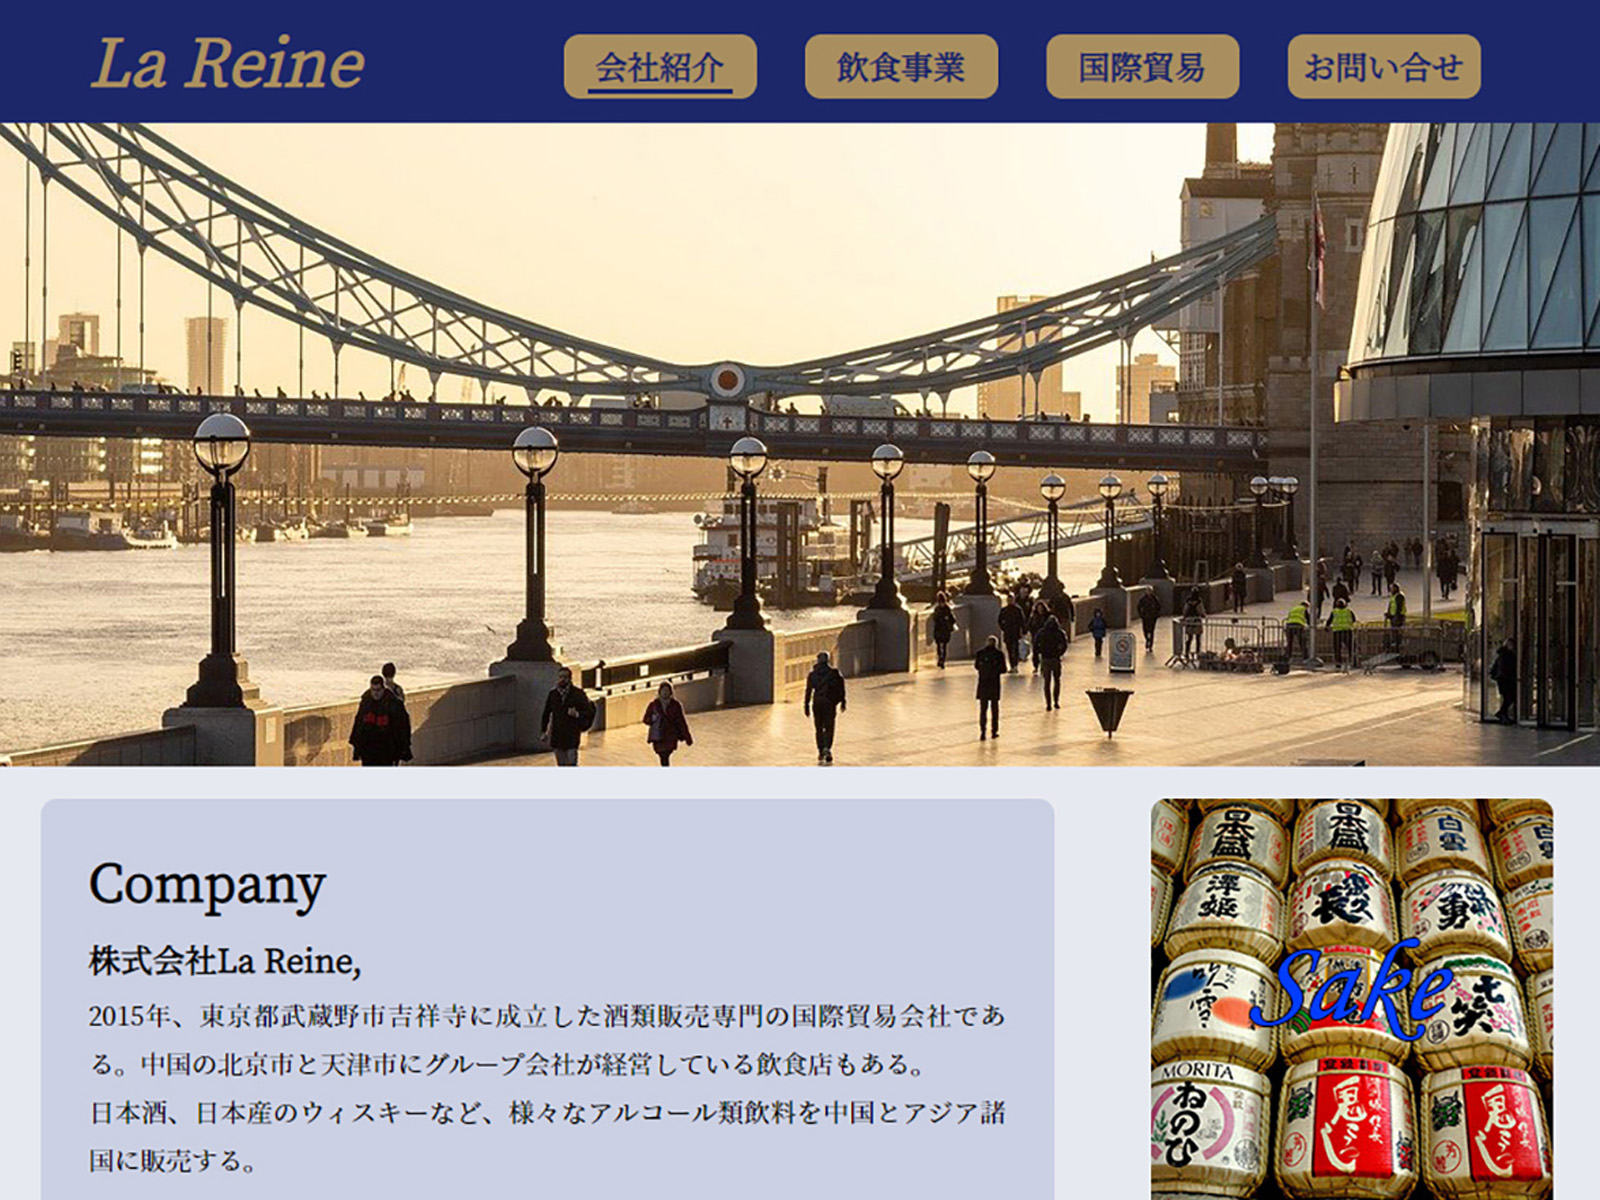 La Reine
会社紹介
飲食事業
国際貿易
お問い合せ
Company
株式会社La Reine,
2015年、東京都武蔵野市吉祥寺に成立した酒類販売専門の国際貿易会社であ
る。中国の北京市と天津市にグループ会社が経営している飲食店もある。
日本酒、日本産のウィスキーなど、様々なアルコール類飲料を中国とアジア諸
国に販売する。
日本盛
日本盛
白雪
澤姫
Sake
七笑
MORITA
ねのひ
鬼ころし
鬼ころし